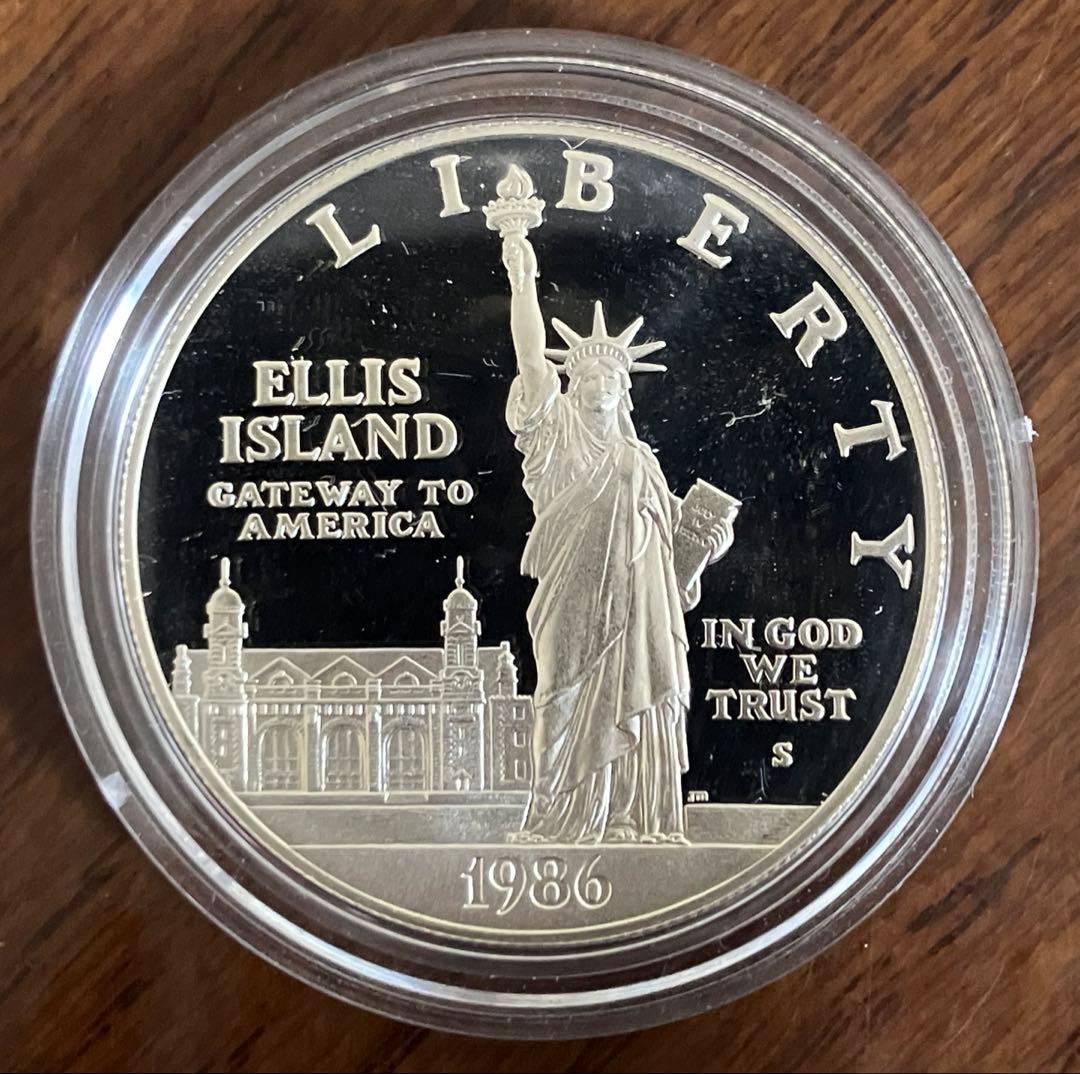 LIBERTY
ELLIS
ISLAND
GATEWAY TO
AMERICA
IN GOD
WE
TRUST
S
1986